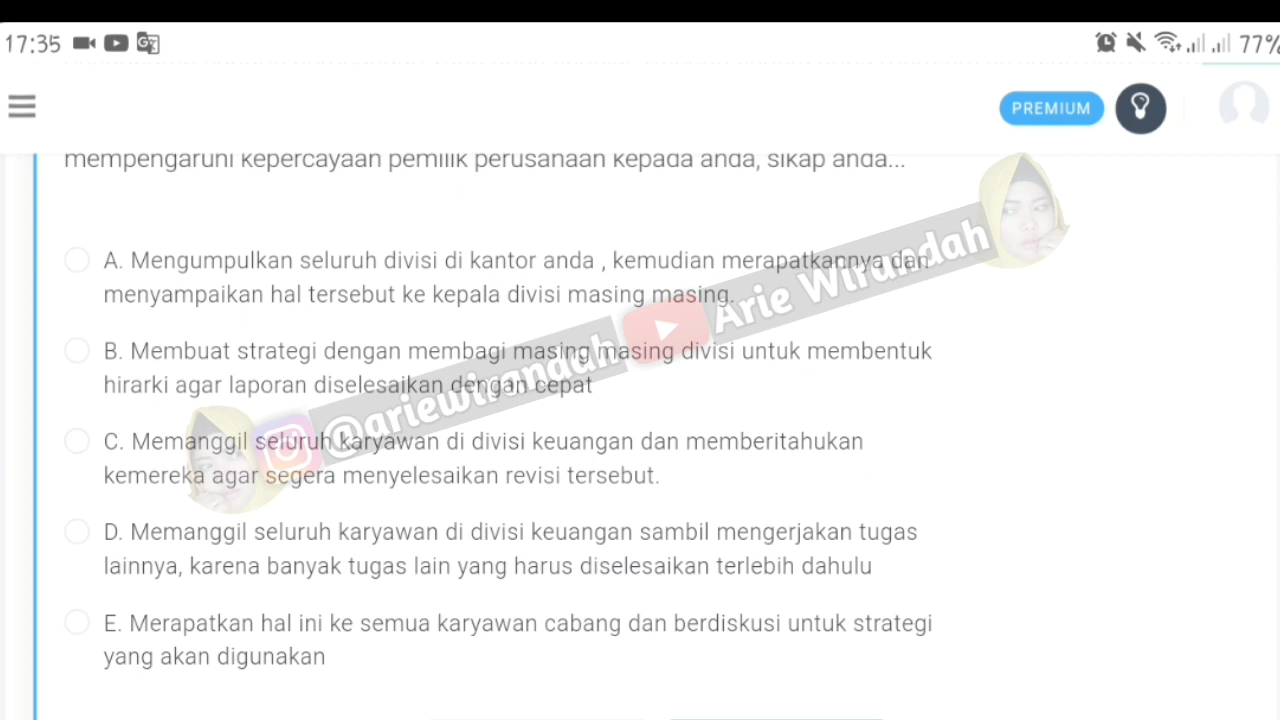 17:35
77%
PREMIUM
mempengaruhi kepercayaan pemilik perusahaan kepada anda, sikap anda...
A. Mengumpulkan seluruh divisi di kantor anda , kemudian merapatkannya dan
menyampaikan hal tersebut ke kepala divisi masing masing.
B. Membuat strategi dengan membagi masing masing divisi untuk membentuk
hirarki agar laporan diselesaikan dengan cepat
C. Memanggil seluruh karyawan di divisi keuangan dan memberitahukan
kemereka agar segera menyelesaikan revisi tersebut.
D. Memanggil seluruh karyawan di divisi keuangan sambil mengerjakan tugas
lainnya, karena banyak tugas lain yang harus diselesaikan terlebih dahulu
E. Merapatkan hal ini ke semua karyawan cabang dan berdiskusi untuk strategi
yang akan digunakan
@ariewirandah Arie Wirandah